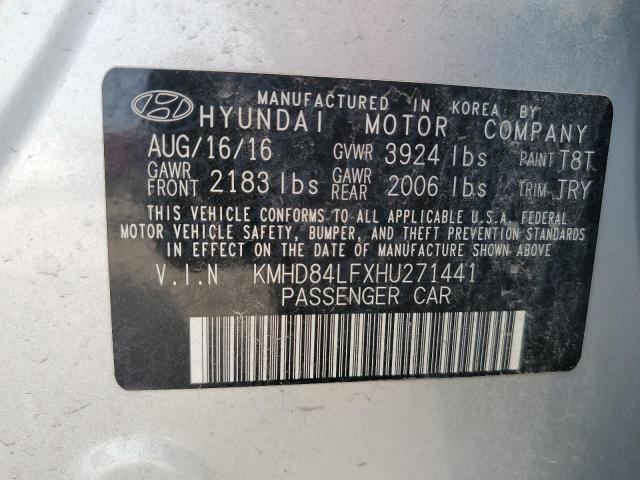 MANUFACTURED IN KOREA BY
HYUNDAI MOTOR COMPANY
AUG/16/16 GVWR 3924 lbs PAINT T8T
GAWR FRONT 2183 lbs GAWR REAR 2006 lbs TRIM TRY
THIS VEHICLE CONFORMS TO ALL APPLICABLE U.S.A. FEDERAL
MOTOR VEHICLE SAFETY, BUMPER, AND THEFT PREVENTION STANDARDS
IN EFFECT ON THE DATE OF MANUFACTURE SHOWN ABOVE
V.I.N KMHD84LFXHU271441
PASSENGER CAR